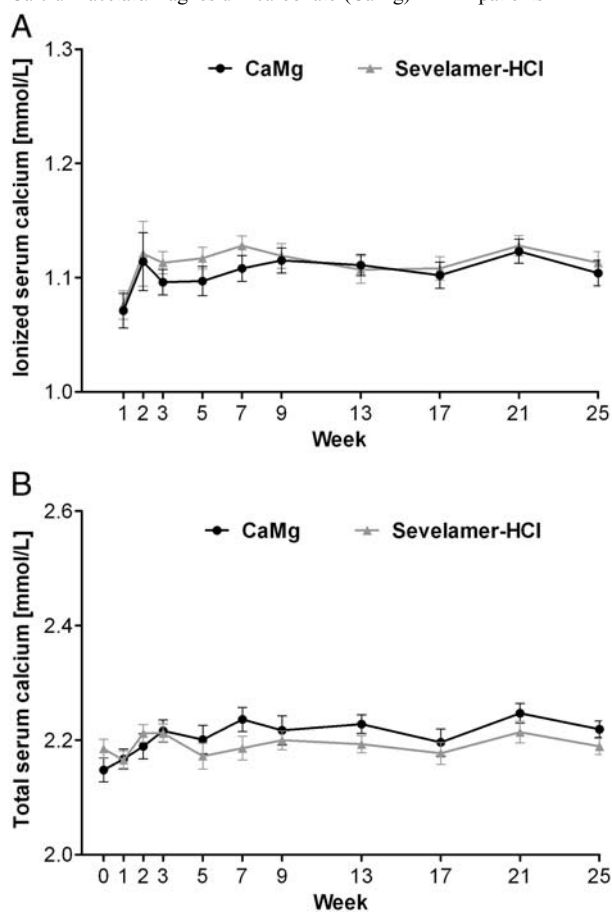 A
CaMg Sevelamer-HCl
Ionized serum calcium [mmol/L]
1.3
1.2
1.1
1.0
1 2 3 5 7 9 13 17 21 25
Week
B
CaMg Sevelamer-HCl
Total serum calcium [mmol/L]
2.6
2.4
2.2
2.0
0 1 2 3 5 7 9 13 17 21 25
Week